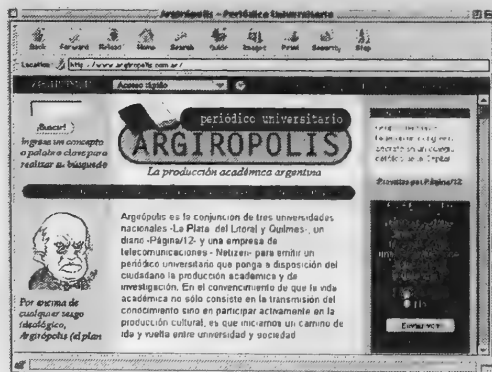 Argirópolis - Periódico Universitario
Back Forward Reload Home Search Guide Images Print Security Stop
Location: http://www.argiropolis.com.ar/
Acceso rápido
¡Buscar!
Ingrese un concepto
o palabra clave para
realizar su búsqueda
periódico universitario
ARGIROPOLIS
La producción académica argentina
Por encima de
cualquier sesgo
ideológico,
Argirópolis (el plan
Argirópolis es la conjunción de tres universidades
nacionales -La Plata, del Litoral y Quilmes-, un
diario -Página/12- y una empresa de
telecomunicaciones - Netizen- para emitir un
periódico universitario que ponga a disposición del
ciudadano la producción académica y de
investigación. En el convencimiento de que la vida
académica no sólo consiste en la transmisión del
conocimiento sino en participar activamente en la
producción cultural, es que iniciamos un camino de
ida y vuelta entre universidad y sociedad
Página/12